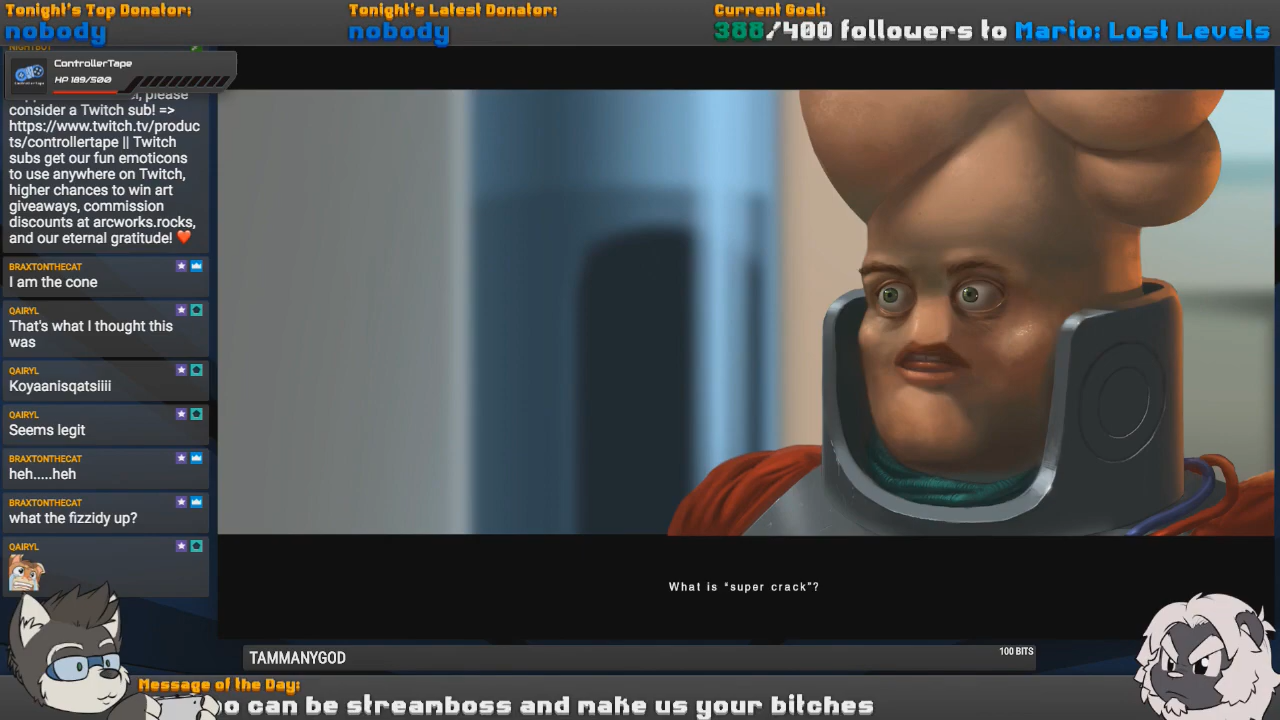 Tonight's Top Donator:
nobody
Tonight's Latest Donator:
nobody
Current Goal:
388/400 followers to Mario: Lost Levels
NIGHTBOT
ControllerTape
HP 189/500
please
consider a Twitch sub! =>
https://www.twitch.tv/produc
ts/controllertape || Twitch
subs get our fun emoticons
to use anywhere on Twitch,
higher chances to win art
giveaways, commission
discounts at arcworks.rocks,
and our eternal gratitude! ❤️
BRAXTONTHECAT
I am the cone
QAIRYL
That's what I thought this
was
QAIRYL
Koyaanisqatsiiii
QAIRYL
Seems legit
BRAXTONTHECAT
heh.....heh
BRAXTONTHECAT
what the fizzidy up?
QAIRYL
What is “super crack”?
TAMMANYGOD
100 BITS
Message of the Day:
o can be streamboss and make us your bitches